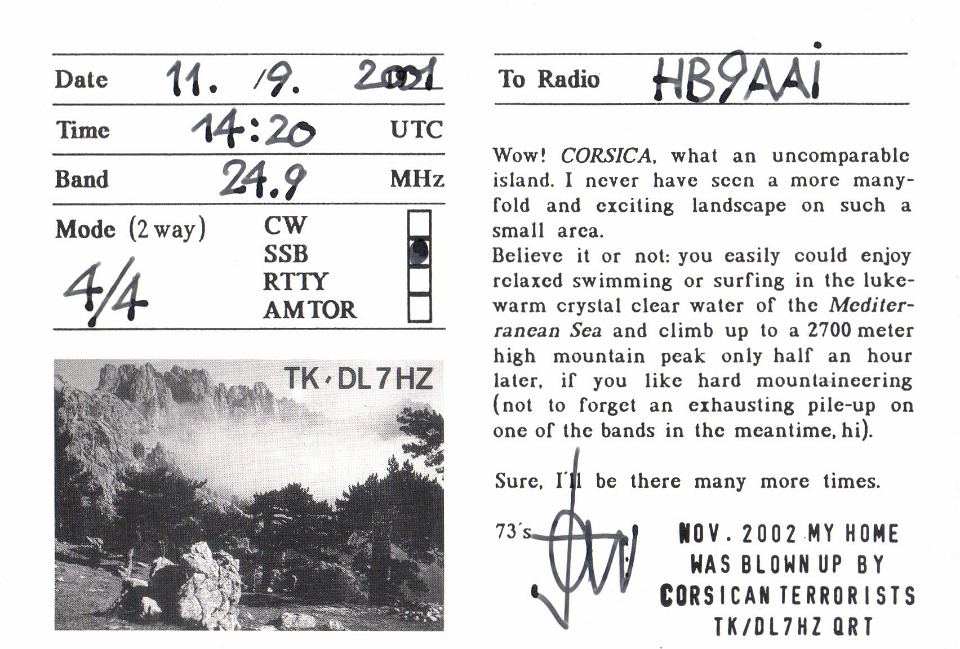 Date 11. /9. 2001
Time 14:20 UTC
Band 24.9 MHz
Mode (2 way) CW
SSB
RTTY
AMTOR
4/4
TK·DL7HZ
To Radio HB9AAi
Wow! CORSICA, what an uncomparable
island. I never have seen a more many-
fold and exciting landscape on such a
small area.
Believe it or not: you easily could enjoy
relaxed swimming or surfing in the luke-
warm crystal clear water of the Mediter-
ranean Sea and climb up to a 2700 meter
high mountain peak only half an hour
later, if you like hard mountaineering
(not to forget an exhausting pile-up on
one of the bands in the meantime, hi).
Sure, I'll be there many more times.
73's
NOV. 2002 MY HOME
WAS BLOWN UP BY
CORSICAN TERRORISTS
TK/DL7HZ QRT